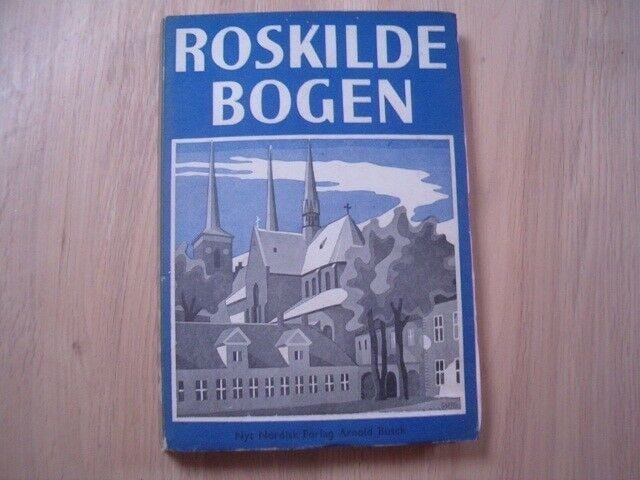 ROSKILDE
BOGEN
Nyt Nordisk Forlag Arnold Busck